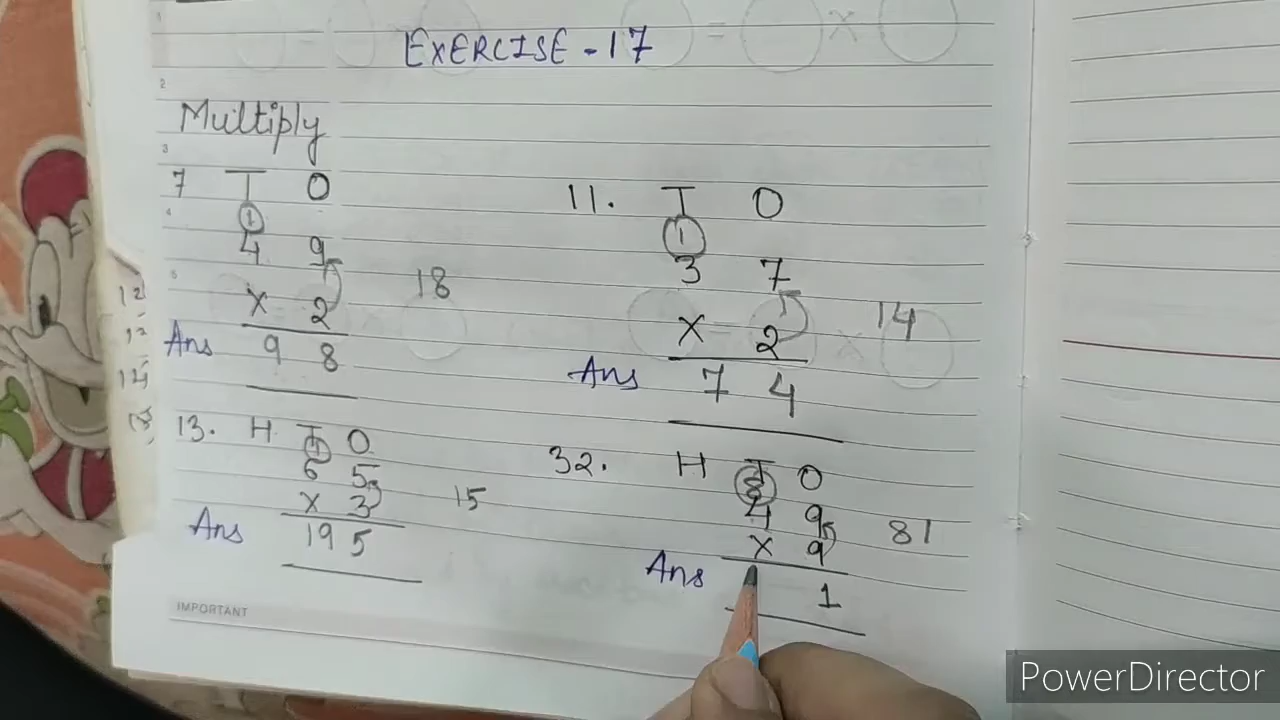 EXERCISE - 17
Multiply
7 T O
1
4 9
X 2 18
Ans 9 8
11. T O
1
3 7
X 2 14
Ans 7 4
13. H T O
1
6 5
X 3 15
Ans 19 5
32. H T O
8
4 9
X 9 81
Ans 1
IMPORTANT
PowerDirector